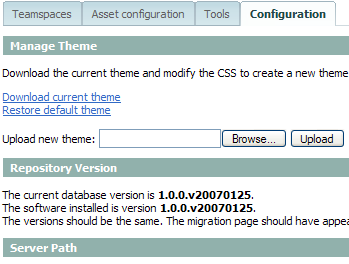 Teamspaces Asset configuration Tools Configuration
Manage Theme
Download the current theme and modify the CSS to create a new theme
Download current theme
Restore default theme
Upload new theme: Browse... Upload
Repository Version
The current database version is 1.0.0.v20070125.
The software installed is version 1.0.0.v20070125.
The versions should be the same. The migration page should have appea
Server Path